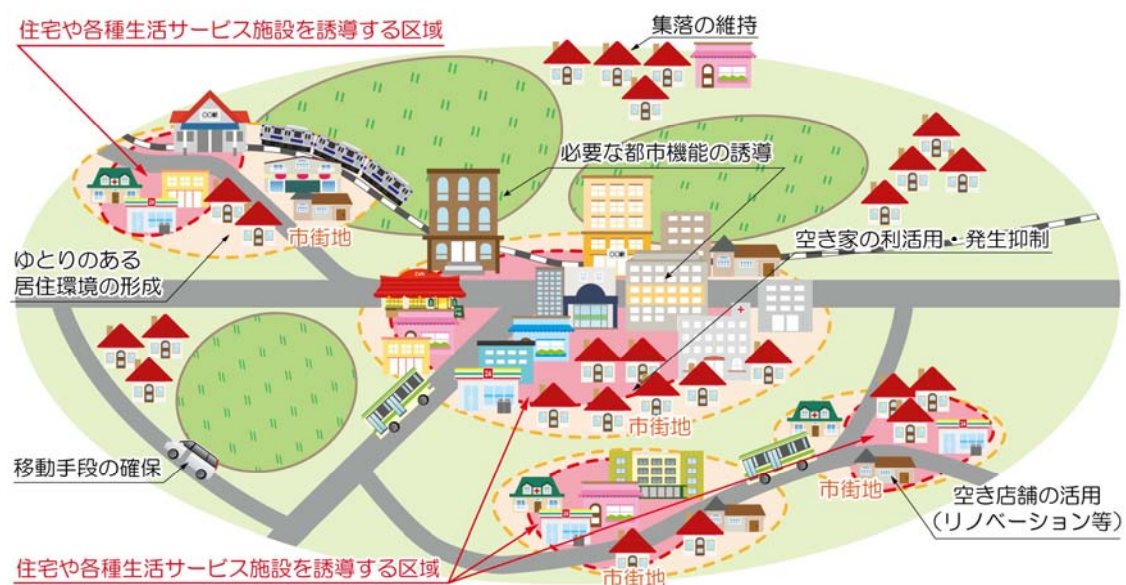 住宅や各種生活サービス施設を誘導する区域
集落の維持
必要な都市機能の誘導
市街地
空き家の利活用・発生抑制
ゆとりのある
居住環境の形成
市街地
移動手段の確保
市街地
空き店舗の活用
（リノベーション等）
住宅や各種生活サービス施設を誘導する区域
市街地